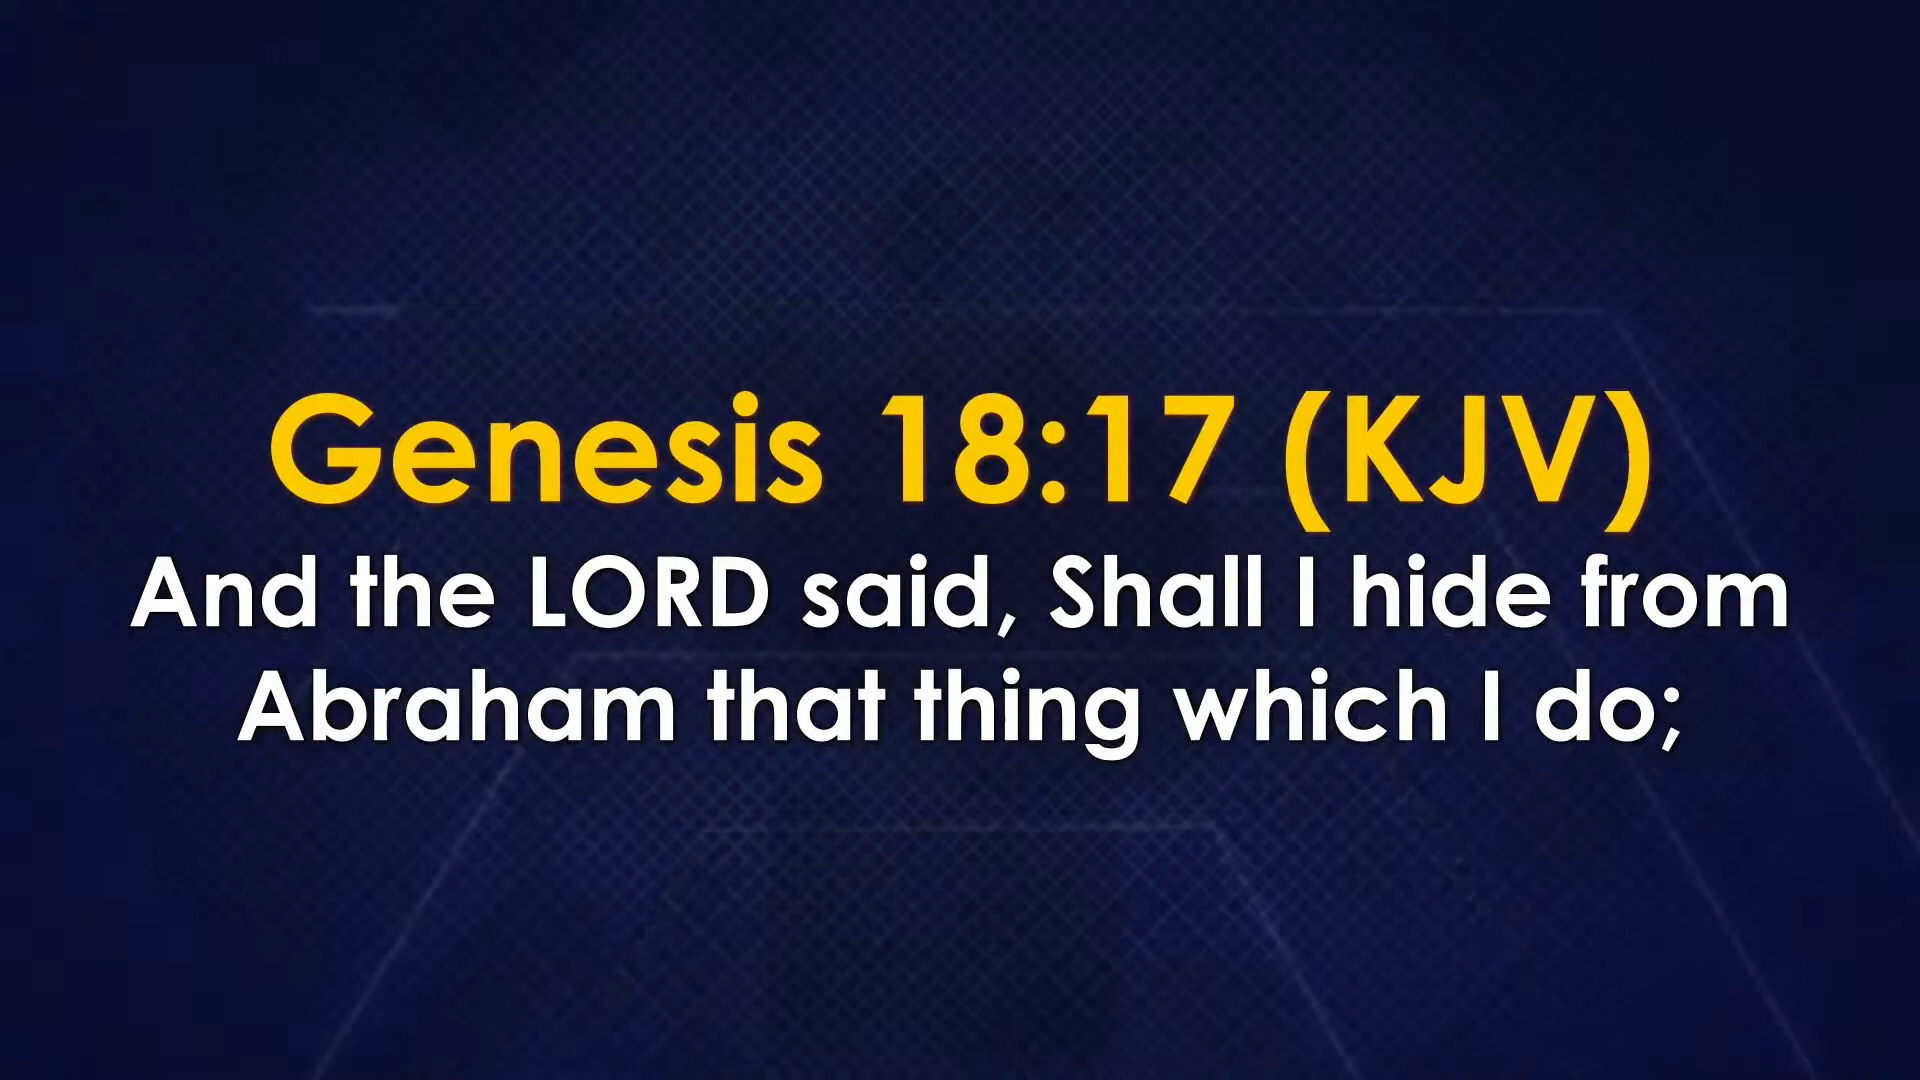 Genesis 18:17 (KJV)
And the LORD said, Shall I hide from
Abraham that thing which I do;